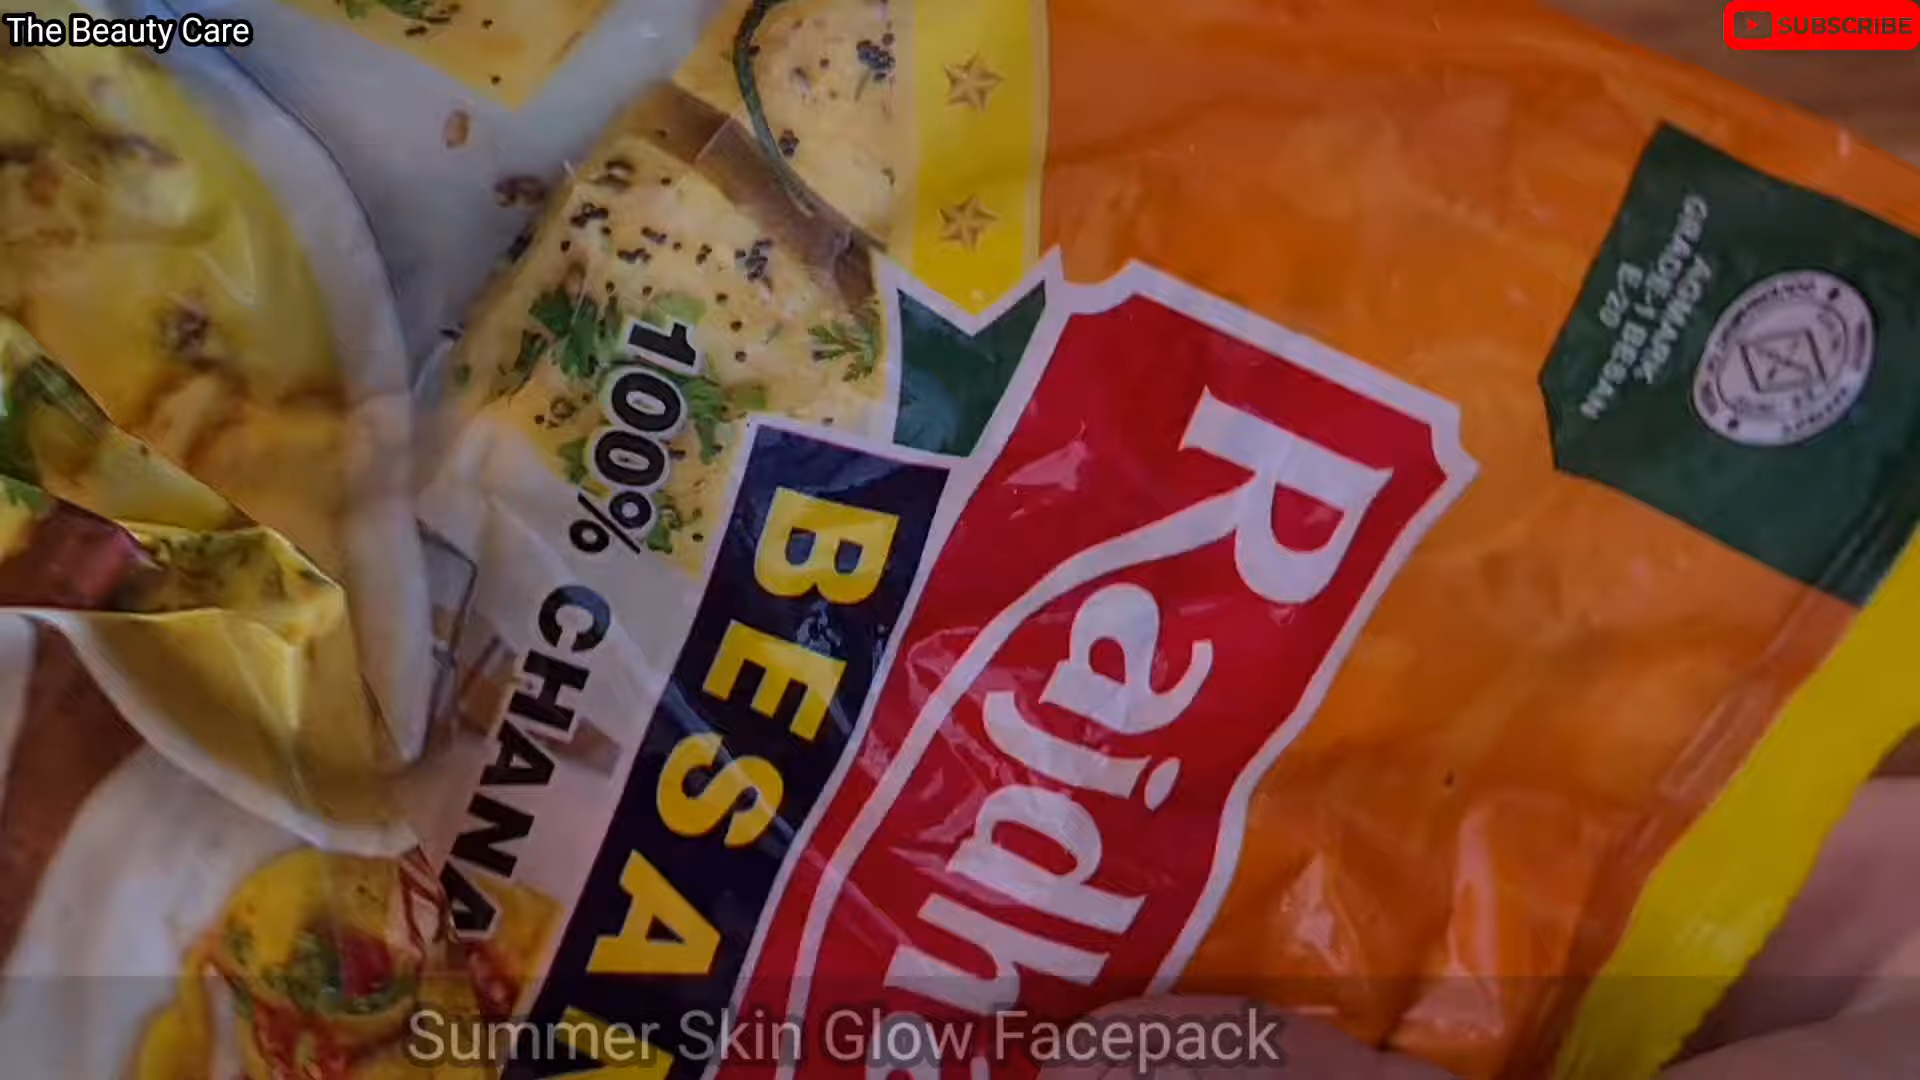 The Beauty Care
SUBSCRIBE
AGMARK
GRADE-1 BESAN
E/20
100% CHANA
BESA
Rajdh
Summer Skin Glow Facepack